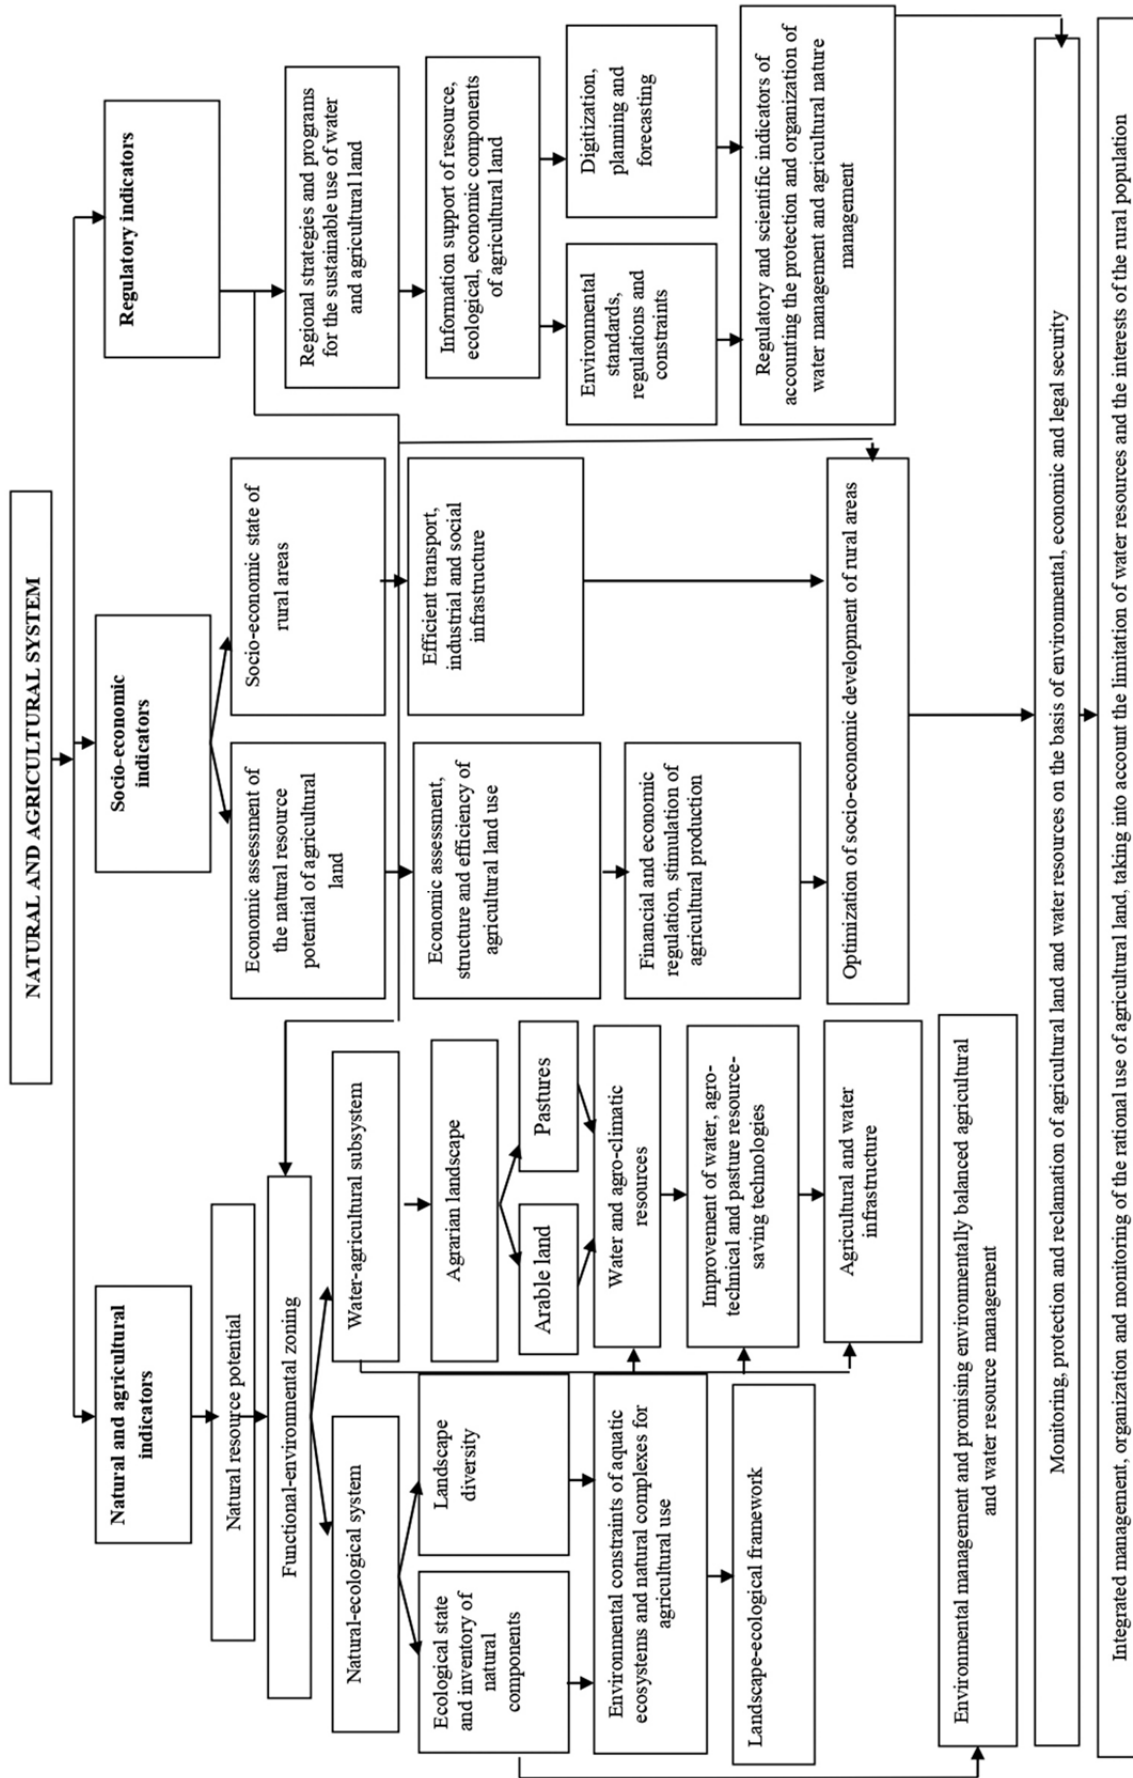 NATURAL AND AGRICULTURAL SYSTEM
Natural and agricultural
indicators
Socio-economic
indicators
Regulatory indicators
Natural resource potential
Functional-environmental zoning
Natural-ecological system
Water-agricultural subsystem
Ecological state
and inventory of
natural
components
Landscape
diversity
Agrarian landscape
Arable land
Pastures
Environmental constraints of aquatic
ecosystems and natural complexes for
agricultural use
Water and agro-climatic
resources
Landscape-ecological framework
Improvement of water, agro-
technical and pasture resource-
saving technologies
Agricultural and water
infrastructure
Environmental management and promising environmentally balanced agricultural
and water resource management
Economic assessment of
the natural resource
potential of agricultural
land
Socio-economic state of
rural areas
Economic assessment,
structure and efficiency of
agricultural land use
Efficient transport,
industrial and social
infrastructure
Financial and economic
regulation, stimulation of
agricultural production
Optimization of socio-economic development of rural areas
Regional strategies and programs
for the sustainable use of water
and agricultural land
Information support of resource,
ecological, economic components
of agricultural land
Environmental
standards,
regulations and
constraints
Digitization,
planning and
forecasting
Regulatory and scientific indicators of
accounting the protection and organization of
water management and agricultural nature
management
Monitoring, protection and reclamation of agricultural land and water resources on the basis of environmental, economic and legal security
Integrated management, organization and monitoring of the rational use of agricultural land, taking into account the limitation of water resources and the interests of the rural population